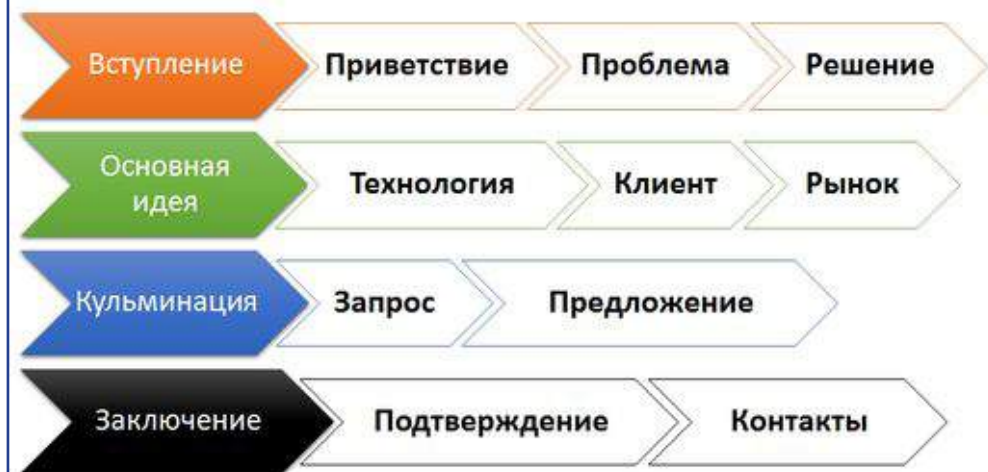 Вступление Приветствие Проблема Решение
Основная
идея Технология Клиент Рынок
Кульминация Запрос Предложение
Заключение Подтверждение Контакты